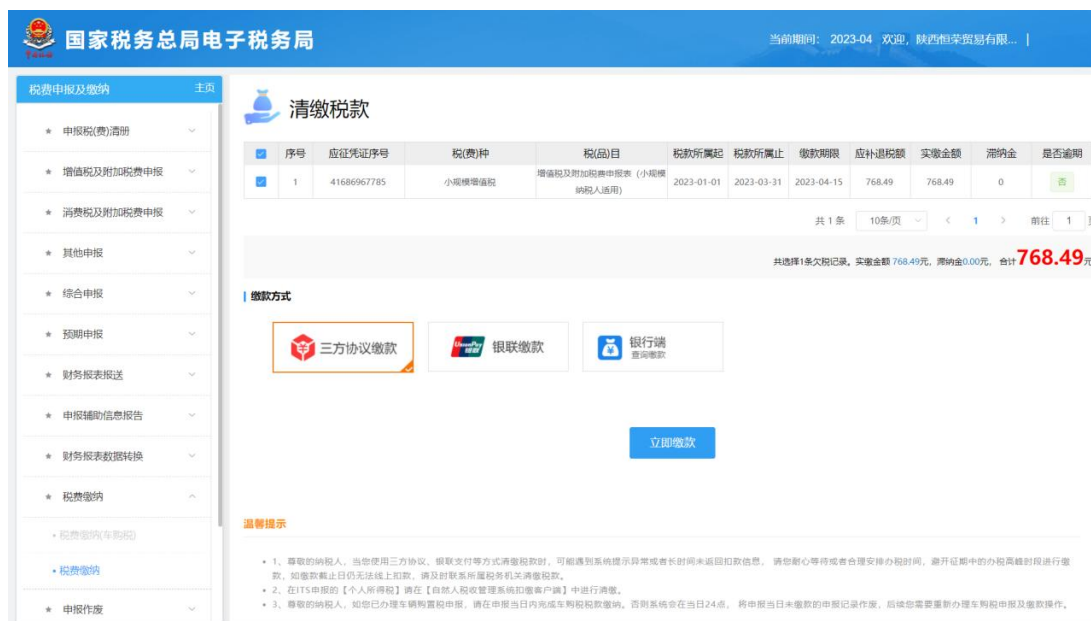 国家税务总局电子税务局
当前期间： 2023-04 欢迎, 陕西恒荣贸易有限... |
税费申报及缴纳 主页
申报税(费)清册
增值税及附加税费申报
消费税及附加税费申报
其他申报
综合申报
预期申报
财务报表报送
申报辅助信息报告
财务报表数据转换
税费缴纳
税费缴纳(车购税)
税费缴纳
申报作废
清缴税款
序号 应征凭证序号 税(费)种 税(品)目 税款所属起 税款所属止 缴款期限 应补退税额 实缴金额 滞纳金 是否逾期
1 41686967785 小规模增值税 增值税及附加税费申报表（小规模 2023-01-01 2023-03-31 2023-04-15 768.49 768.49 0 否
纳税人适用)
共 1 条 10条/页 < 1 > 前往 1
共选择1条欠税记录。实缴金额 768.49元, 滞纳金0.00元, 合计768.49元
缴款方式
三方协议缴款
UnionPay
银联
银联缴款
银行端
查询缴款
立即缴款
温馨提示
1、尊敬的纳税人，当您使用三方协议、银联支付等方式清缴税款时，可能遇到系统提示异常或者长时间未返回扣款信息， 请您耐心等待或者合理安排办税时间，避开征期中的办税高峰时段进行缴
款，如缴款截止日仍无法线上扣款，请及时联系所属税务机关清缴税款。
2、在ITS申报的【个人所得税】请在【自然人税收管理系统扣缴客户端】中进行清缴。
3、尊敬的纳税人，如您已办理车辆购置税申报，请在申报当日内完成车购税税款缴纳。否则系统会在当日24点， 将申报当日未缴款的申报记录作废，后续您需要重新办理车购税申报及缴款操作。